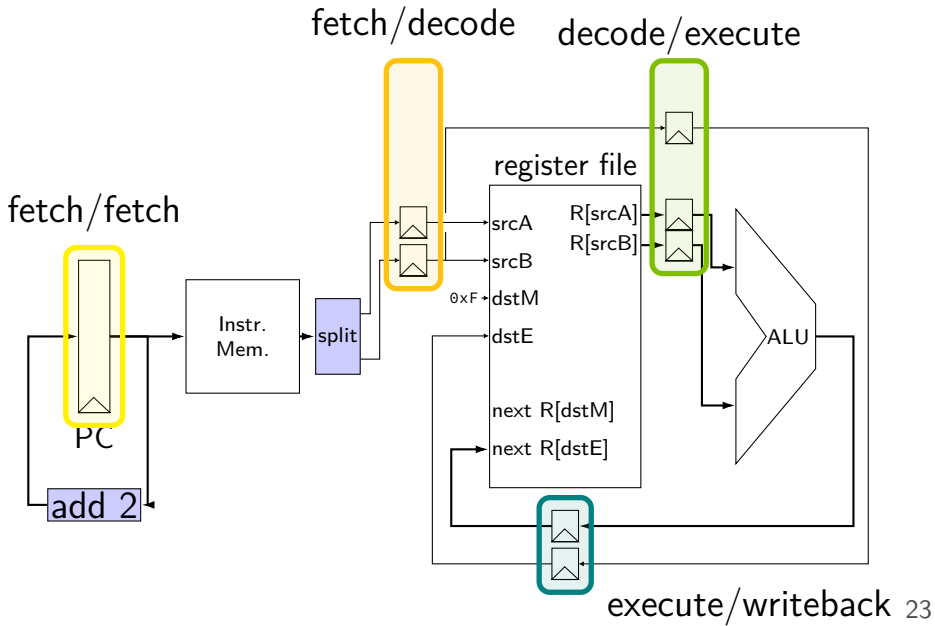 fetch/decode
decode/execute
register file
fetch/fetch
R[srcA]
srcA
R[srcB]
srcB
0xF
dstM
Instr.
Mem.
split
dstE
ALU
next R[dstM]
PC
next R[dstE]
add 2
execute/writeback
23